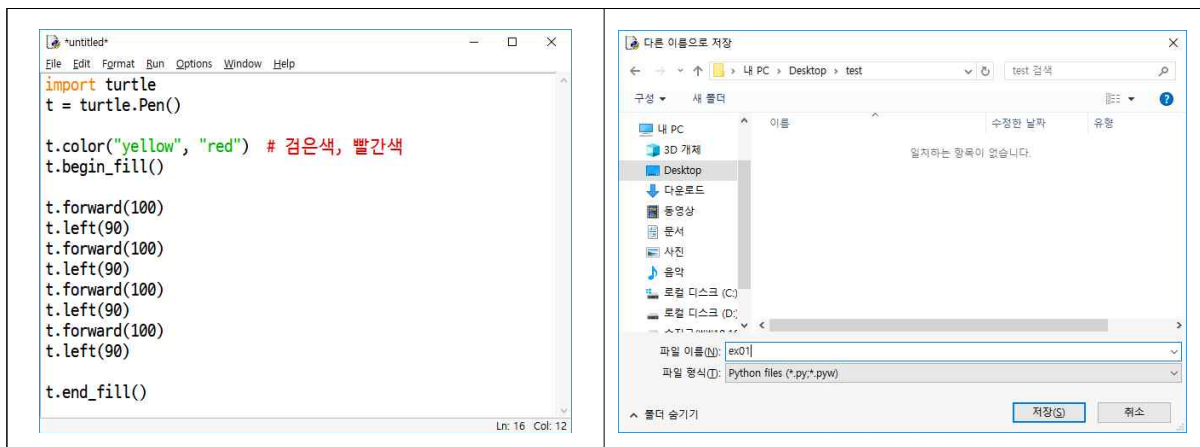 *untitled*
File Edit Format Run Options Window Help
import turtle
t = turtle.Pen()
t.color("yellow", "red") # 검은색, 빨간색
t.begin_fill()
t.forward(100)
t.left(90)
t.forward(100)
t.left(90)
t.forward(100)
t.left(90)
t.forward(100)
t.left(90)
t.end_fill()
Ln: 16 Col: 12
다른 이름으로 저장
내 PC > Desktop > test
test 검색
구성 새 폴더
이름 수정한 날짜 유형
일치하는 항목이 없습니다.
내 PC
3D 개체
Desktop
다운로드
동영상
문서
사진
음악
로컬 디스크 (C:)
로컬 디스크 (D:
파일 이름(N): ex01
파일 형식(T): Python files (*.py;*.pyw)
폴더 숨기기
저장(S) 취소